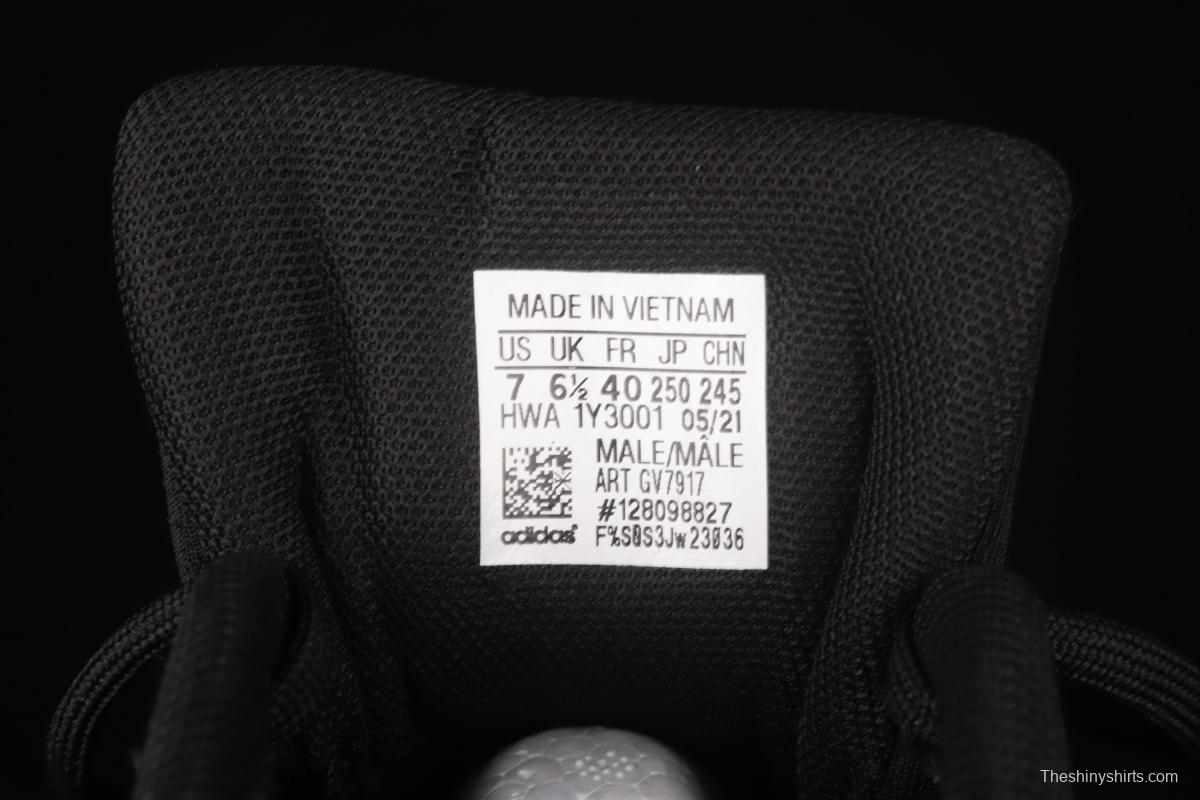 MADE IN VIETNAM
US UK FR JP CHN
7 6½ 40 250 245
HWA 1Y3001 05/21
MALE/MÂLE
ART GV7917
#128098827
adidas F%S0S3Jw23036
Theshinyshirts.com